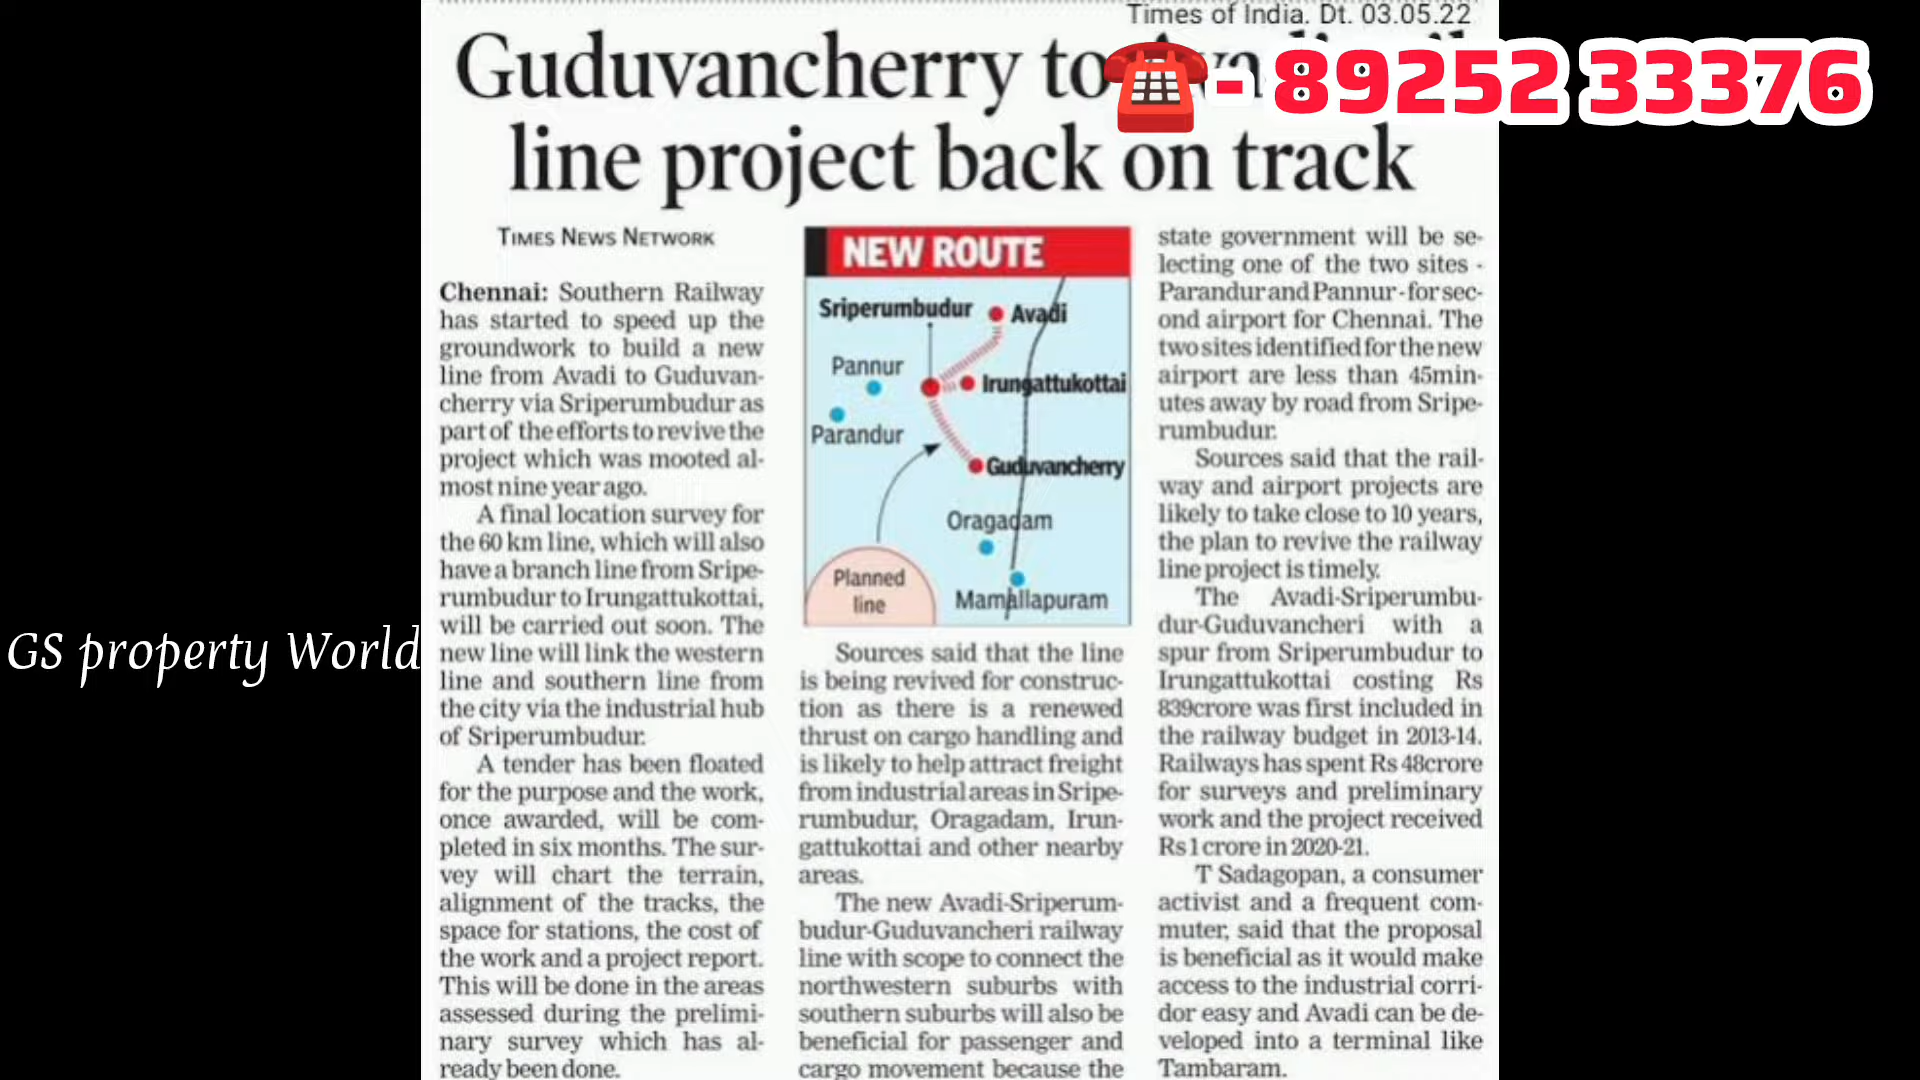 Times of India. Dt. 03.05.22
Guduvancherry to
- 89252 33376
line project back on track
TIMES NEWS NETWORK
Chennai: Southern Railway
has started to speed up the
groundwork to build a new
line from Avadi to Guduvan-
cherry via Sriperumbudur as
part of the efforts to revive the
project which was mooted al-
most nine year ago.
A final location survey for
the 60 km line, which will also
have a branch line from Sripe-
rumbudur to Irungattukottai,
will be carried out soon. The
new line will link the western
line and southern line from
the city via the industrial hub
of Sriperumbudur.
A tender has been floated
for the purpose and the work,
once awarded, will be com-
pleted in six months. The sur-
vey will chart the terrain,
alignment of the tracks, the
space for stations, the cost of
the work and a project report.
This will be done in the areas
assessed during the prelimi-
nary survey which has al-
ready been done.
NEW ROUTE
Sriperumbudur
Avadi
Pannur
Irungattukottai
Parandur
Guduvancherry
Oragadam
Planned
line
Mamallapuram
Sources said that the line
is being revived for construc-
tion as there is a renewed
thrust on cargo handling and
is likely to help attract freight
from industrial areas in Sripe-
rumbudur, Oragadam, Irun-
gattukottai and other nearby
areas.
The new Avadi-Sriperum-
budur-Guduvancheri railway
line with scope to connect the
northwestern suburbs with
southern suburbs will also be
beneficial for passenger and
cargo movement because the
state government will be se-
lecting one of the two sites -
Parandur and Pannur - for sec-
ond airport for Chennai. The
two sites identified for the new
airport are less than 45min-
utes away by road from Sripe-
rumbudur.
Sources said that the rail-
way and airport projects are
likely to take close to 10 years,
the plan to revive the railway
line project is timely.
The Avadi-Sriperumbu-
dur-Guduvancheri with a
spur from Sriperumbudur to
Irungattukottai costing Rs
839crore was first included in
the railway budget in 2013-14.
Railways has spent Rs 48crore
for surveys and preliminary
work and the project received
Rs 1 crore in 2020-21.
T Sadagopan, a consumer
activist and a frequent com-
muter, said that the proposal
is beneficial as it would make
access to the industrial corri-
dor easy and Avadi can be de-
veloped into a terminal like
Tambaram.
GS property World